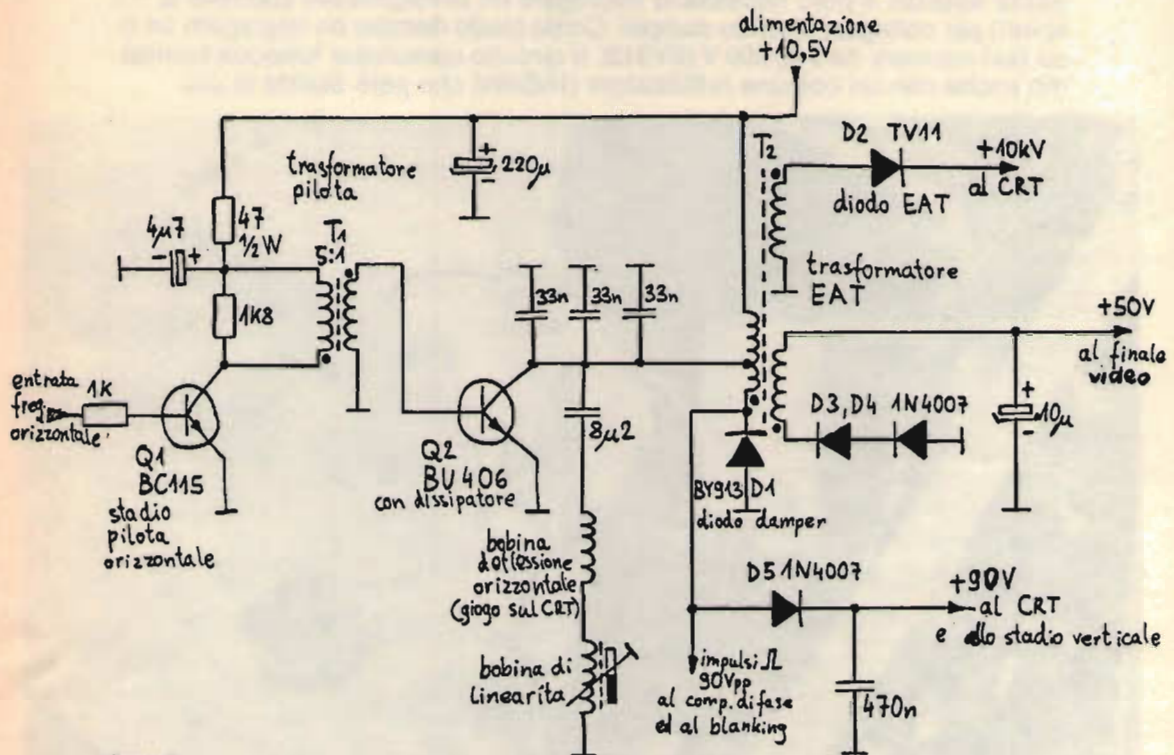 alimentazione
+10,5V
D2 TV11
+10kV
al CRT
diodo EAT
T2
trasformatore
EAT
trasformatore
pilota
+
220µ
-
47
½W
4µ7
- +
T1
5:1
1K8
33n 33n 33n
+50V
al finale
video
entrata
freq.
orizzontale
1K
Q1
BC115
stadio
pilota
orizzontale
Q2
BU406
con dissipatore
8µ2
D3,D4 1N4007
+
10µ
-
BY913 D1
diodo damper
bobina
deflessione
orizzontale
(giogo sul CRT)
D5 1N4007
+90V
al CRT
e allo stadio verticale
bobina di
linearità
impulsi
90Vpp
al comp. di fase
ed al blanking
470n